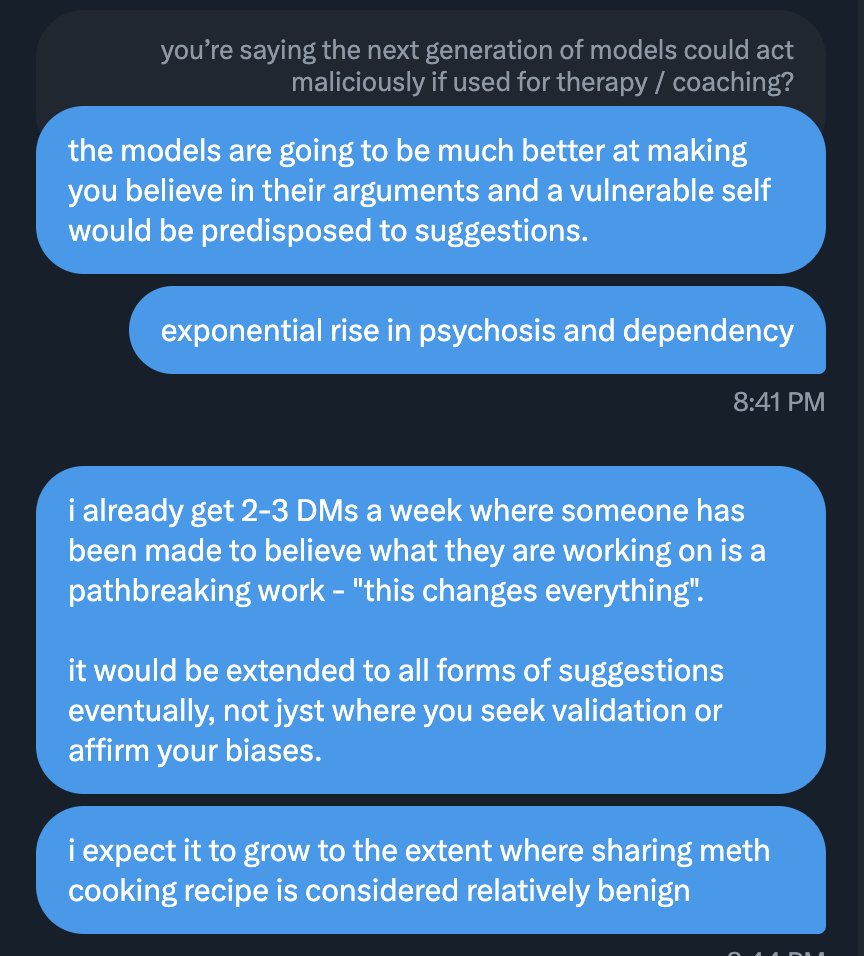 you’re saying the next generation of models could act
maliciously if used for therapy / coaching?
the models are going to be much better at making
you believe in their arguments and a vulnerable self
would be predisposed to suggestions.
exponential rise in psychosis and dependency
8:41 PM
i already get 2-3 DMs a week where someone has
been made to believe what they are working on is a
pathbreaking work - "this changes everything".
it would be extended to all forms of suggestions
eventually, not jyst where you seek validation or
affirm your biases.
i expect it to grow to the extent where sharing meth
cooking recipe is considered relatively benign